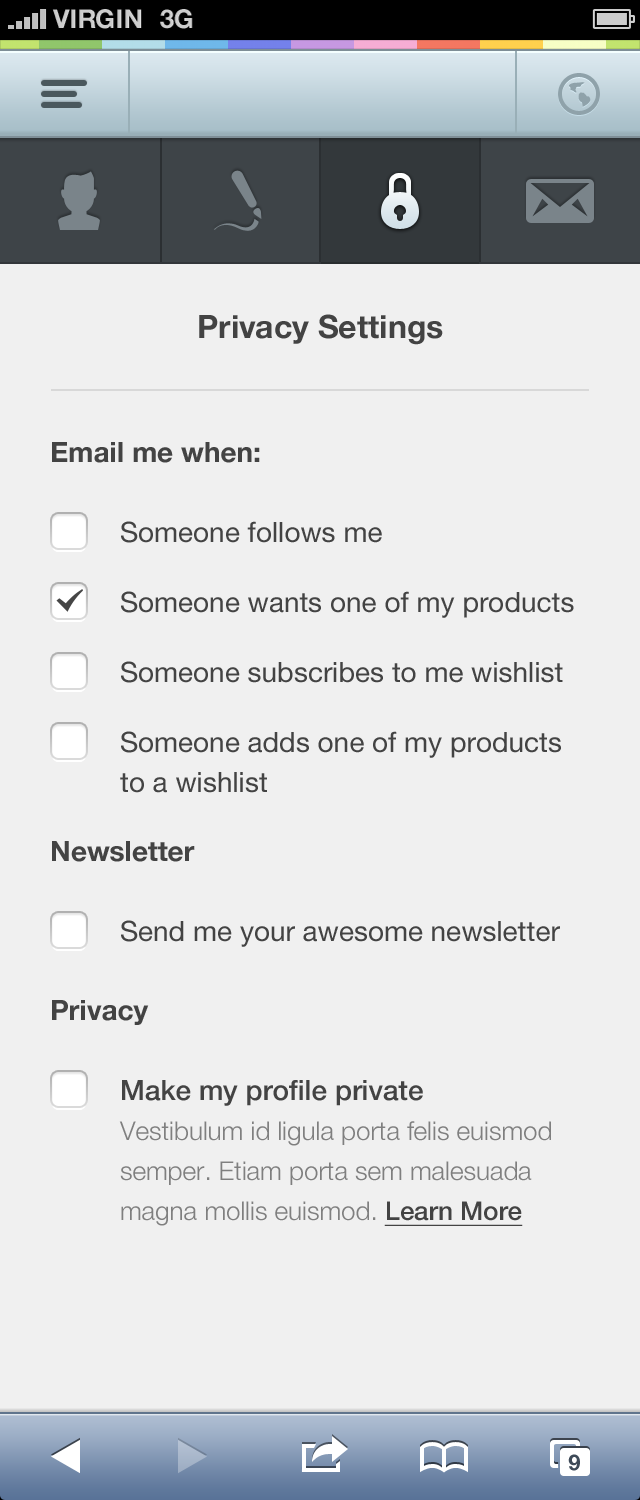 VIRGIN 3G
Privacy Settings
Email me when:
Someone follows me
Someone wants one of my products
Someone subscribes to me wishlist
Someone adds one of my products
to a wishlist
Newsletter
Send me your awesome newsletter
Privacy
Make my profile private
Vestibulum id ligula porta felis euismod
semper. Etiam porta sem malesuada
magna mollis euismod. Learn More
9